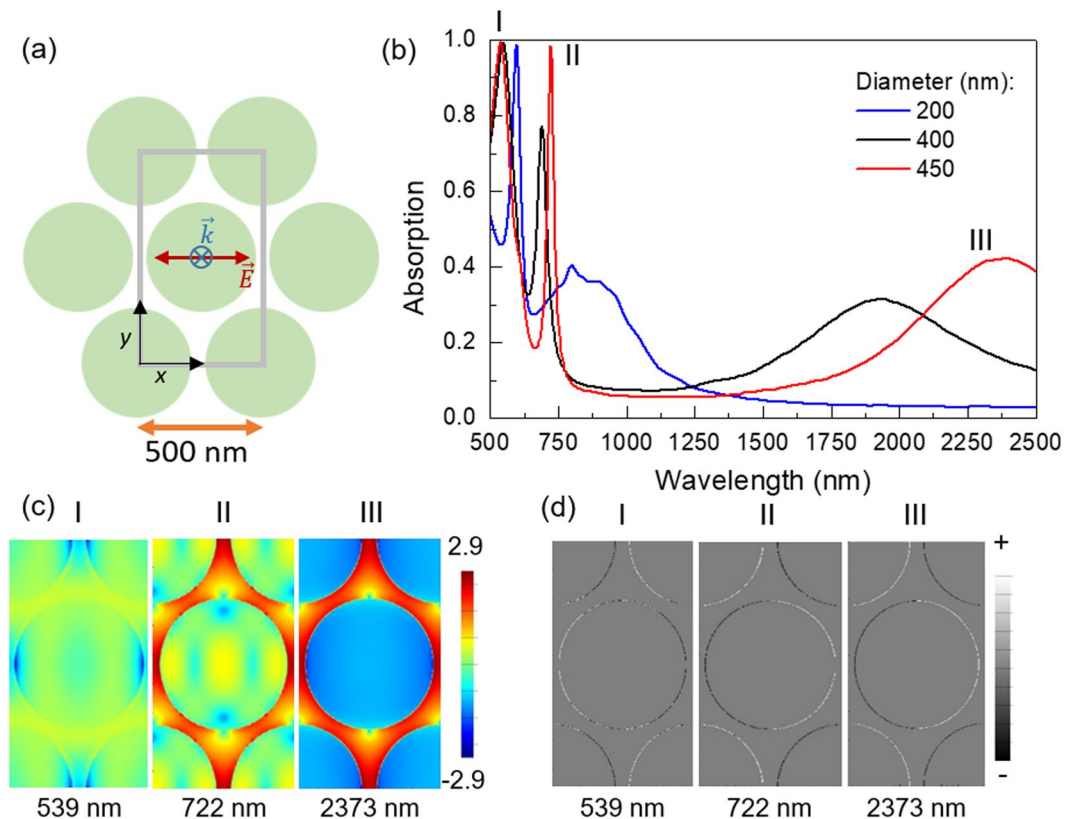 (a)
k
E
y
x
500 nm
(b)
I
II
III
Absorption
1.0
0.8
0.6
0.4
0.2
0.0
Diameter (nm):
200
400
450
500 750 1000 1250 1500 1750 2000 2250 2500
Wavelength (nm)
(c)
I II III
2.9
-2.9
539 nm 722 nm 2373 nm
(d)
I II III
+
-
539 nm 722 nm 2373 nm